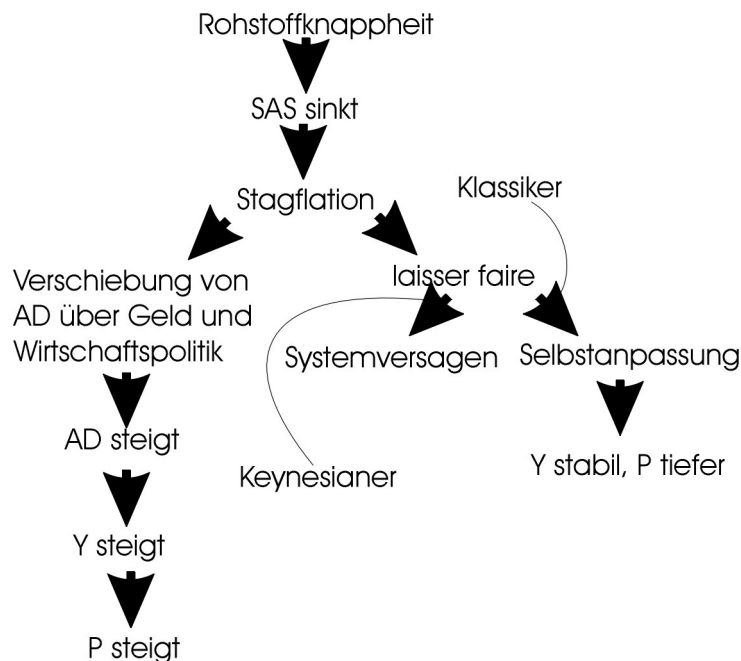 Rohstoffknappheit
SAS sinkt
Stagflation
Klassiker
Verschiebung von
AD über Geld und
Wirtschaftspolitik
laisser faire
Systemversagen
Selbstanpassung
AD steigt
Keynesianer
Y stabil, P tiefer
Y steigt
P steigt